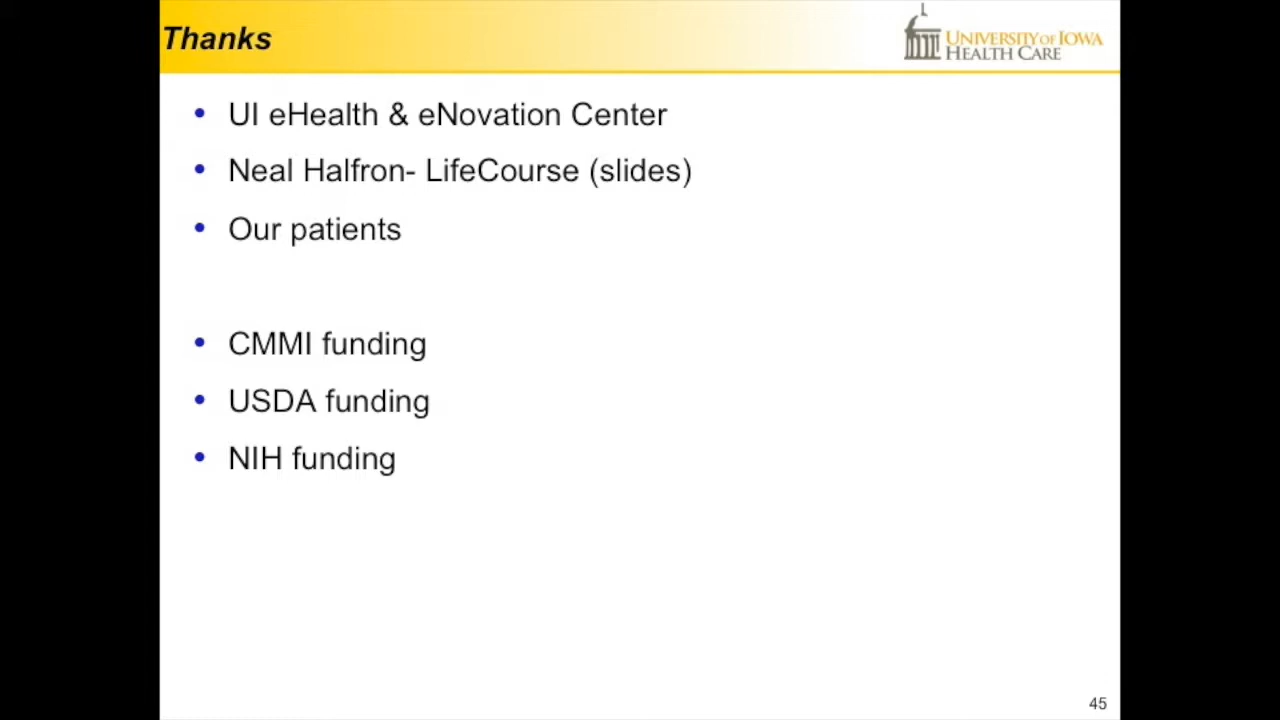 Thanks
UNIVERSITY OF IOWA
HEALTH CARE
• UI eHealth & eNovation Center
• Neal Halfron- LifeCourse (slides)
• Our patients
• CMMI funding
• USDA funding
• NIH funding
45